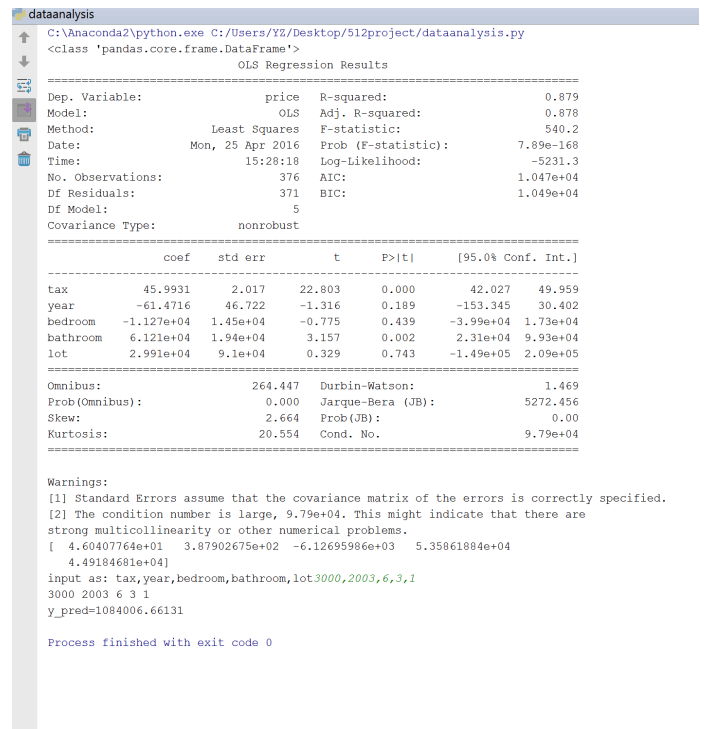 dataanalysis
C:\Anaconda2\python.exe C:/Users/YZ/Desktop/512project/dataanalysis.py
<class 'pandas.core.frame.DataFrame'>
OLS Regression Results
==============================================================================
Dep. Variable: price R-squared: 0.879
Model: OLS Adj. R-squared: 0.878
Method: Least Squares F-statistic: 540.2
Date: Mon, 25 Apr 2016 Prob (F-statistic): 7.89e-168
Time: 15:28:18 Log-Likelihood: -5231.3
No. Observations: 376 AIC: 1.047e+04
Df Residuals: 371 BIC: 1.049e+04
Df Model: 5
Covariance Type: nonrobust
==============================================================================
coef std err t P>|t| [95.0% Conf. Int.]
------------------------------------------------------------------------------
tax 45.9931 2.017 22.803 0.000 42.027 49.959
year -61.4716 46.722 -1.316 0.189 -153.345 30.402
bedroom -1.127e+04 1.45e+04 -0.775 0.439 -3.99e+04 1.73e+04
bathroom 6.121e+04 1.94e+04 3.157 0.002 2.31e+04 9.93e+04
lot 2.991e+04 9.1e+04 0.329 0.743 -1.49e+05 2.09e+05
==============================================================================
Omnibus: 264.447 Durbin-Watson: 1.469
Prob(Omnibus): 0.000 Jarque-Bera (JB): 5272.456
Skew: 2.664 Prob(JB): 0.00
Kurtosis: 20.554 Cond. No. 9.79e+04
==============================================================================
Warnings:
[1] Standard Errors assume that the covariance matrix of the errors is correctly specified.
[2] The condition number is large, 9.79e+04. This might indicate that there are
strong multicollinearity or other numerical problems.
[ 4.60407764e+01 3.87902675e+02 -6.12695986e+03 5.35861884e+04
4.49184681e+04]
input as: tax,year,bedroom,bathroom,lot3000,2003,6,3,1
3000 2003 6 3 1
y_pred=1084006.66131
Process finished with exit code 0